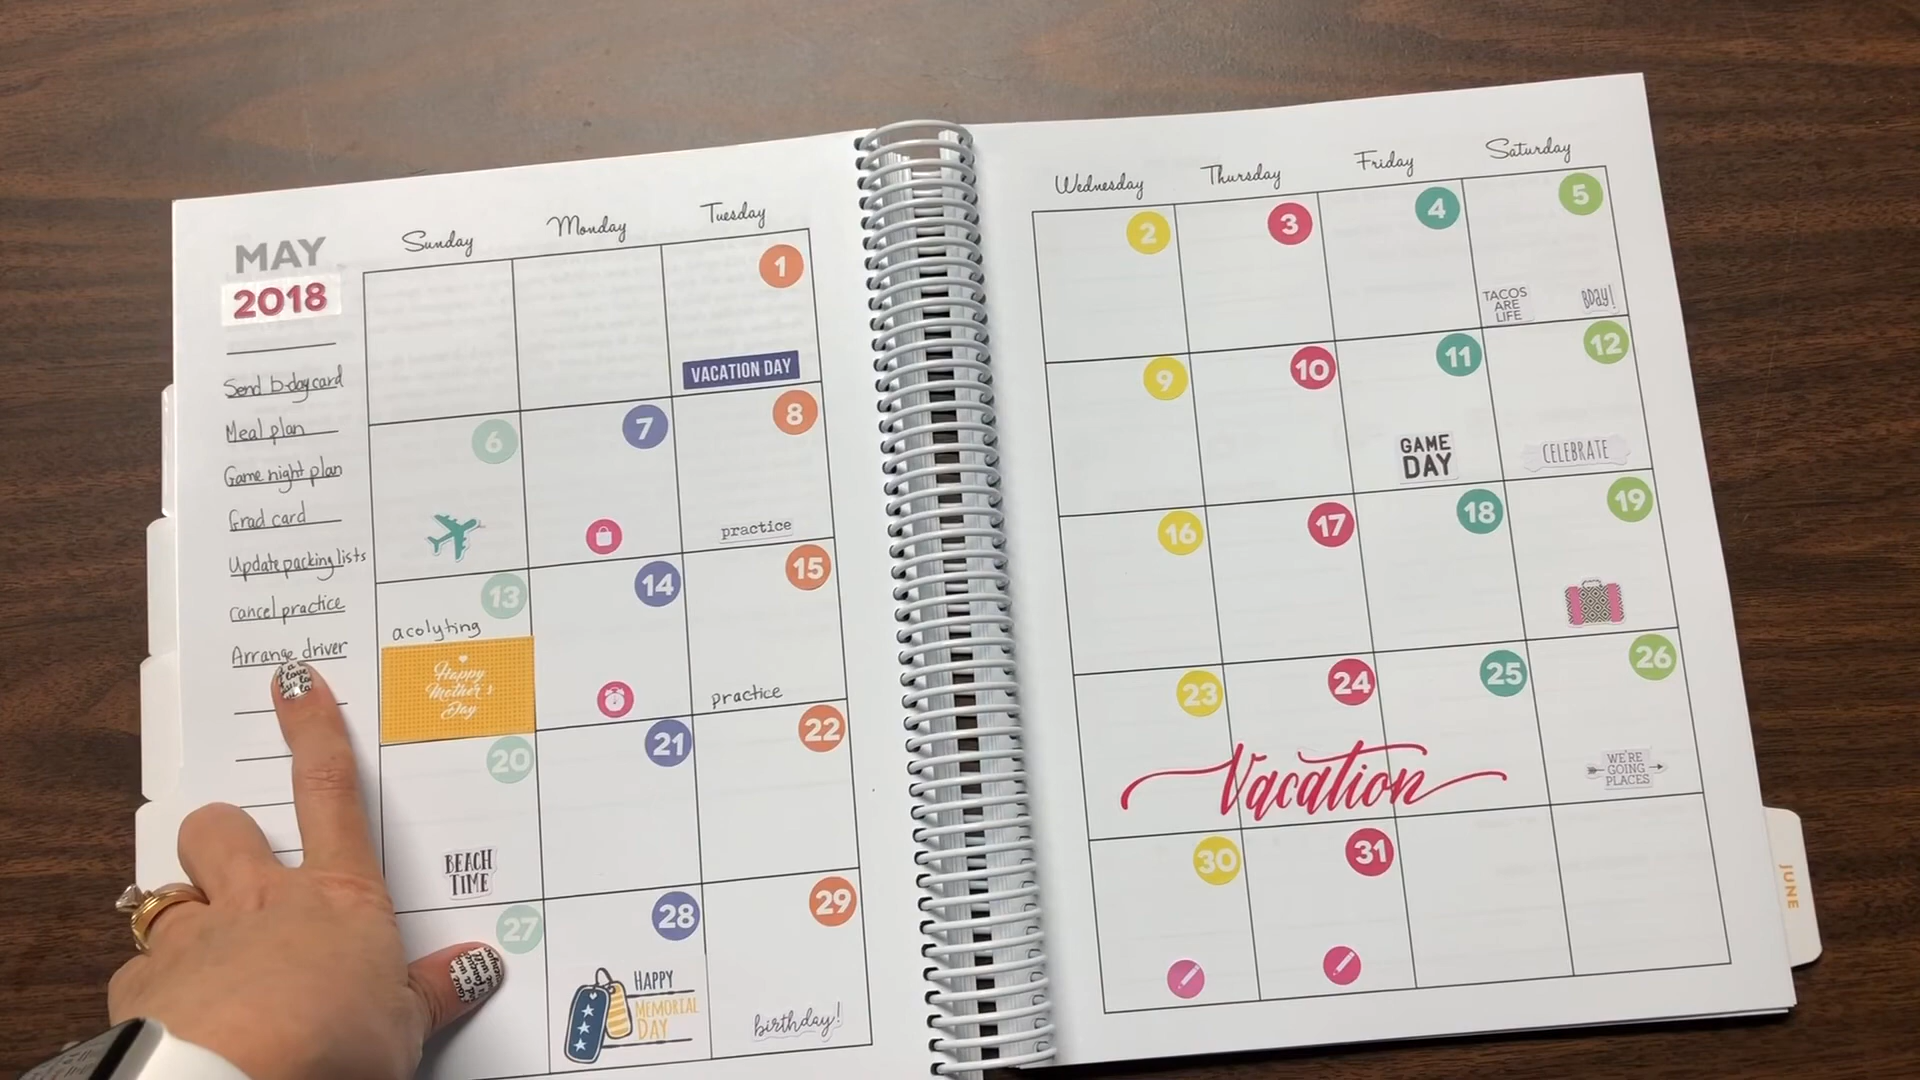 MAY
2018
Send b-day card
Meal plan
Game night plan
Grad card
Update packing lists
cancel practice
Arrange driver
Sunday
Monday
Tuesday
1
VACATION DAY
6
7
8
practice
13
acolyting
Happy
Mother's
Day
14
15
practice
20
BEACH
TIME
21
22
27
28
HAPPY
MEMORIAL
DAY
29
birthday!
Wednesday
Thursday
Friday
Saturday
2
3
4
5
TACOS
ARE
LIFE
BDay!
9
10
11
GAME
DAY
12
CELEBRATE
16
17
18
19
23
24
25
26
Vacation
WE'RE
GOING
PLACES
30
31
JUNE